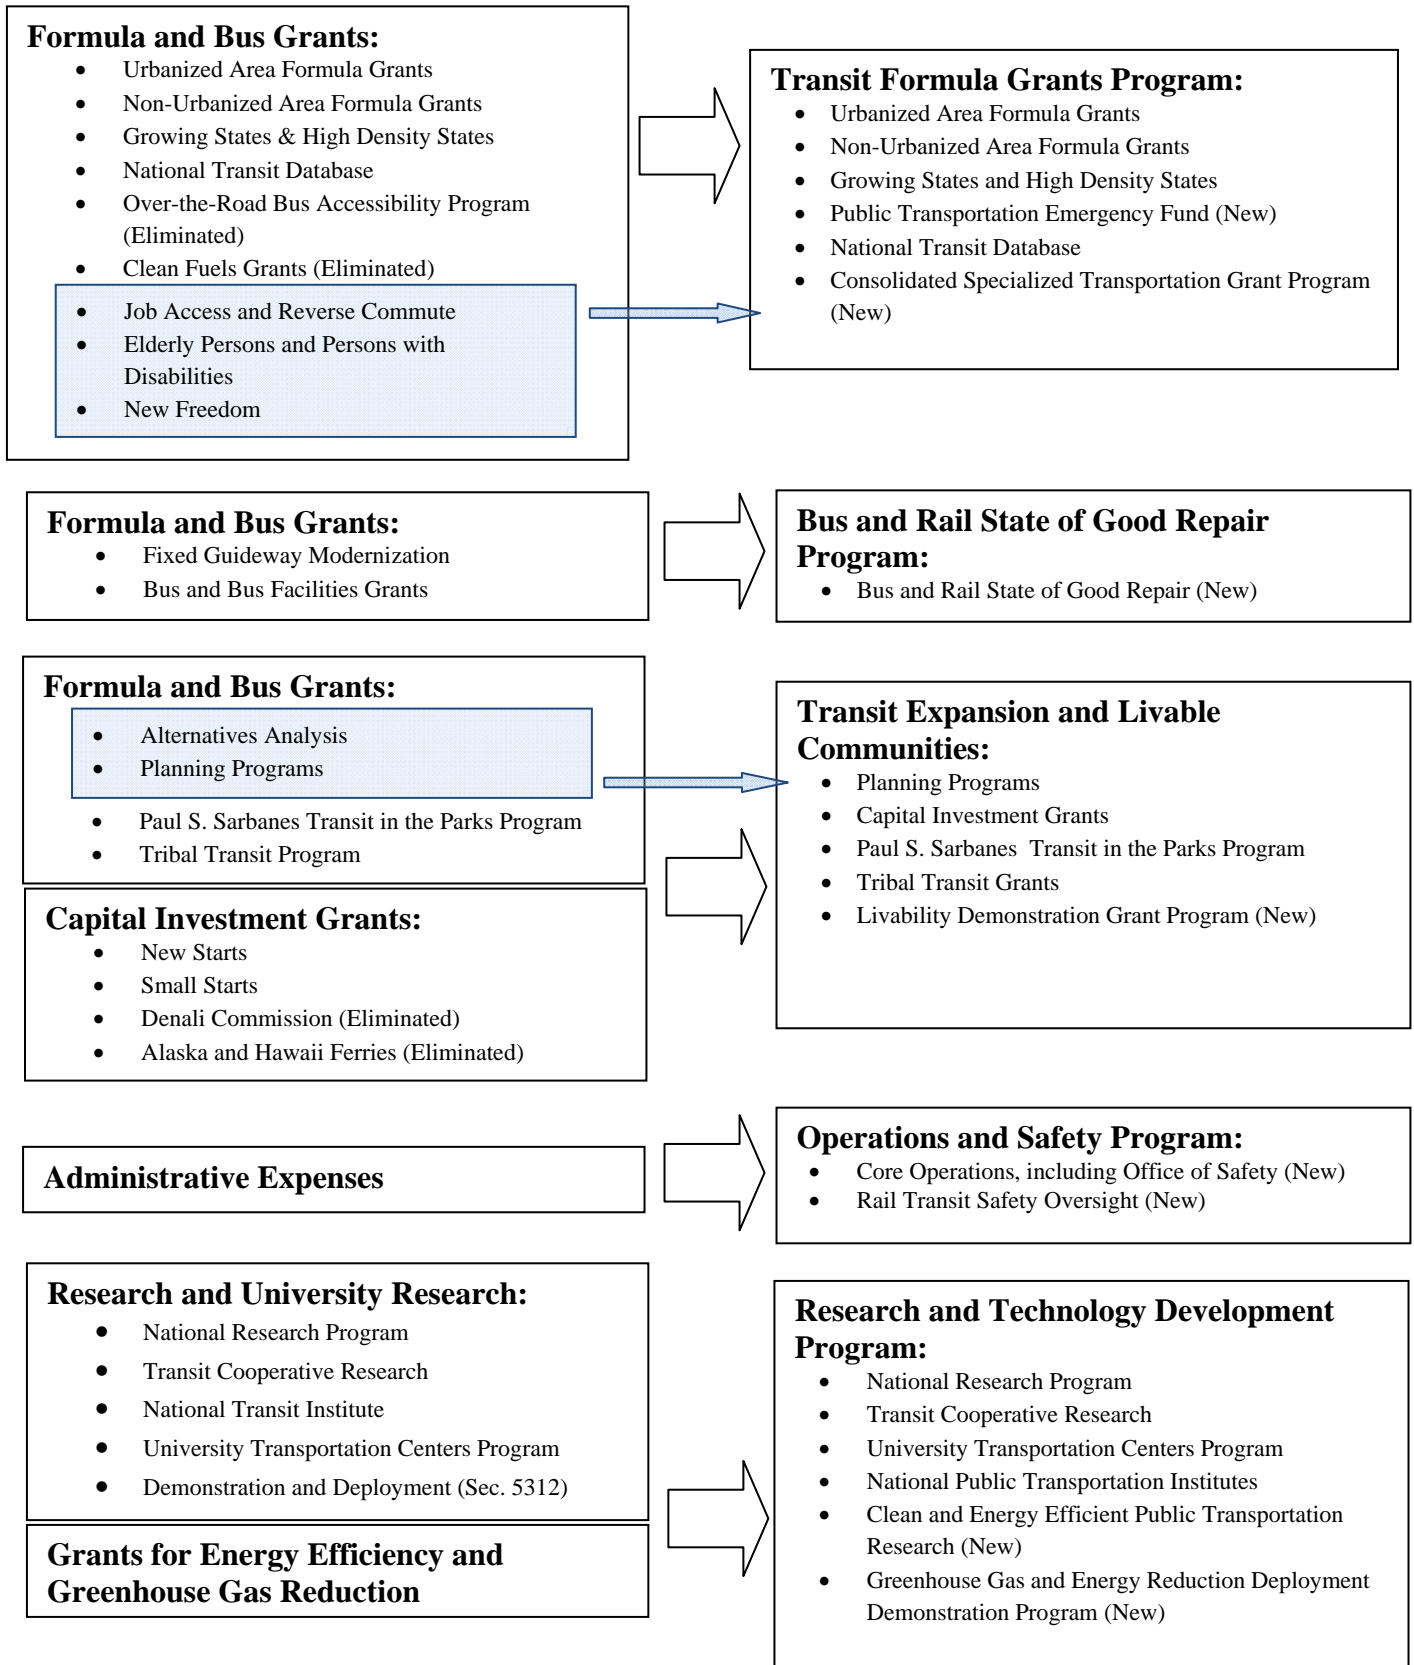 Formula and Bus Grants:
• Urbanized Area Formula Grants
• Non-Urbanized Area Formula Grants
• Growing States & High Density States
• National Transit Database
• Over-the-Road Bus Accessibility Program
(Eliminated)
• Clean Fuels Grants (Eliminated)
• Job Access and Reverse Commute
• Elderly Persons and Persons with
Disabilities
• New Freedom
Transit Formula Grants Program:
• Urbanized Area Formula Grants
• Non-Urbanized Area Formula Grants
• Growing States and High Density States
• Public Transportation Emergency Fund (New)
• National Transit Database
• Consolidated Specialized Transportation Grant Program
(New)
Formula and Bus Grants:
• Fixed Guideway Modernization
• Bus and Bus Facilities Grants
Bus and Rail State of Good Repair
Program:
• Bus and Rail State of Good Repair (New)
Formula and Bus Grants:
• Alternatives Analysis
• Planning Programs
• Paul S. Sarbanes Transit in the Parks Program
• Tribal Transit Program
Capital Investment Grants:
• New Starts
• Small Starts
• Denali Commission (Eliminated)
• Alaska and Hawaii Ferries (Eliminated)
Transit Expansion and Livable
Communities:
• Planning Programs
• Capital Investment Grants
• Paul S. Sarbanes Transit in the Parks Program
• Tribal Transit Grants
• Livability Demonstration Grant Program (New)
Administrative Expenses
Operations and Safety Program:
• Core Operations, including Office of Safety (New)
• Rail Transit Safety Oversight (New)
Research and University Research:
• National Research Program
• Transit Cooperative Research
• National Transit Institute
• University Transportation Centers Program
• Demonstration and Deployment (Sec. 5312)
Grants for Energy Efficiency and
Greenhouse Gas Reduction
Research and Technology Development
Program:
• National Research Program
• Transit Cooperative Research
• University Transportation Centers Program
• National Public Transportation Institutes
• Clean and Energy Efficient Public Transportation
Research (New)
• Greenhouse Gas and Energy Reduction Deployment
Demonstration Program (New)